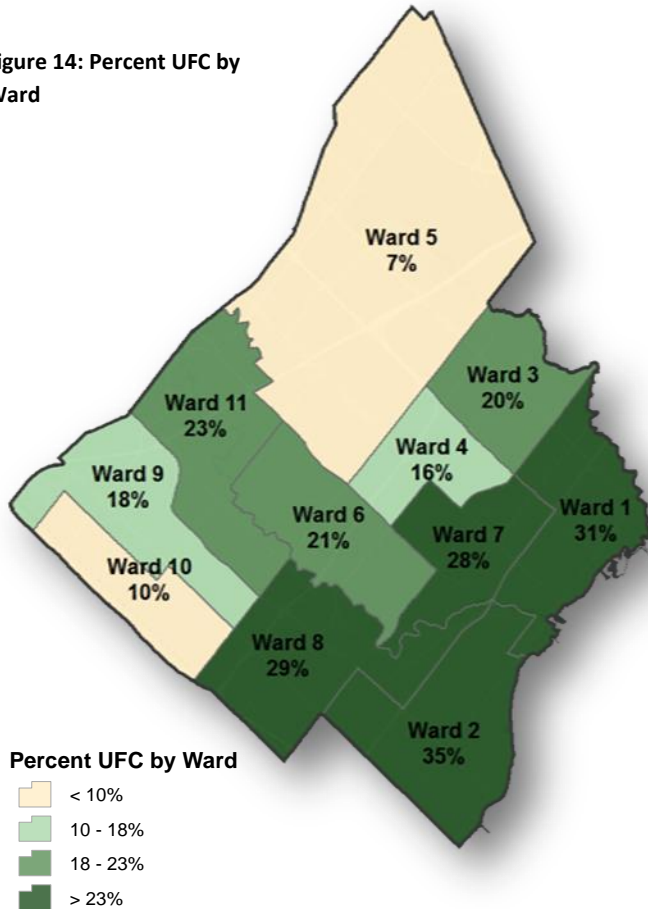 igure 14: Percent UFC by
Ward
Ward 5
7%
Ward 3
20%
Ward 11
23%
Ward 4
16%
Ward 9
18%
Ward 1
31%
Ward 6
21%
Ward 7
28%
Ward 10
10%
Ward 8
29%
Ward 2
35%
Percent UFC by Ward
< 10%
10 - 18%
18 - 23%
> 23%